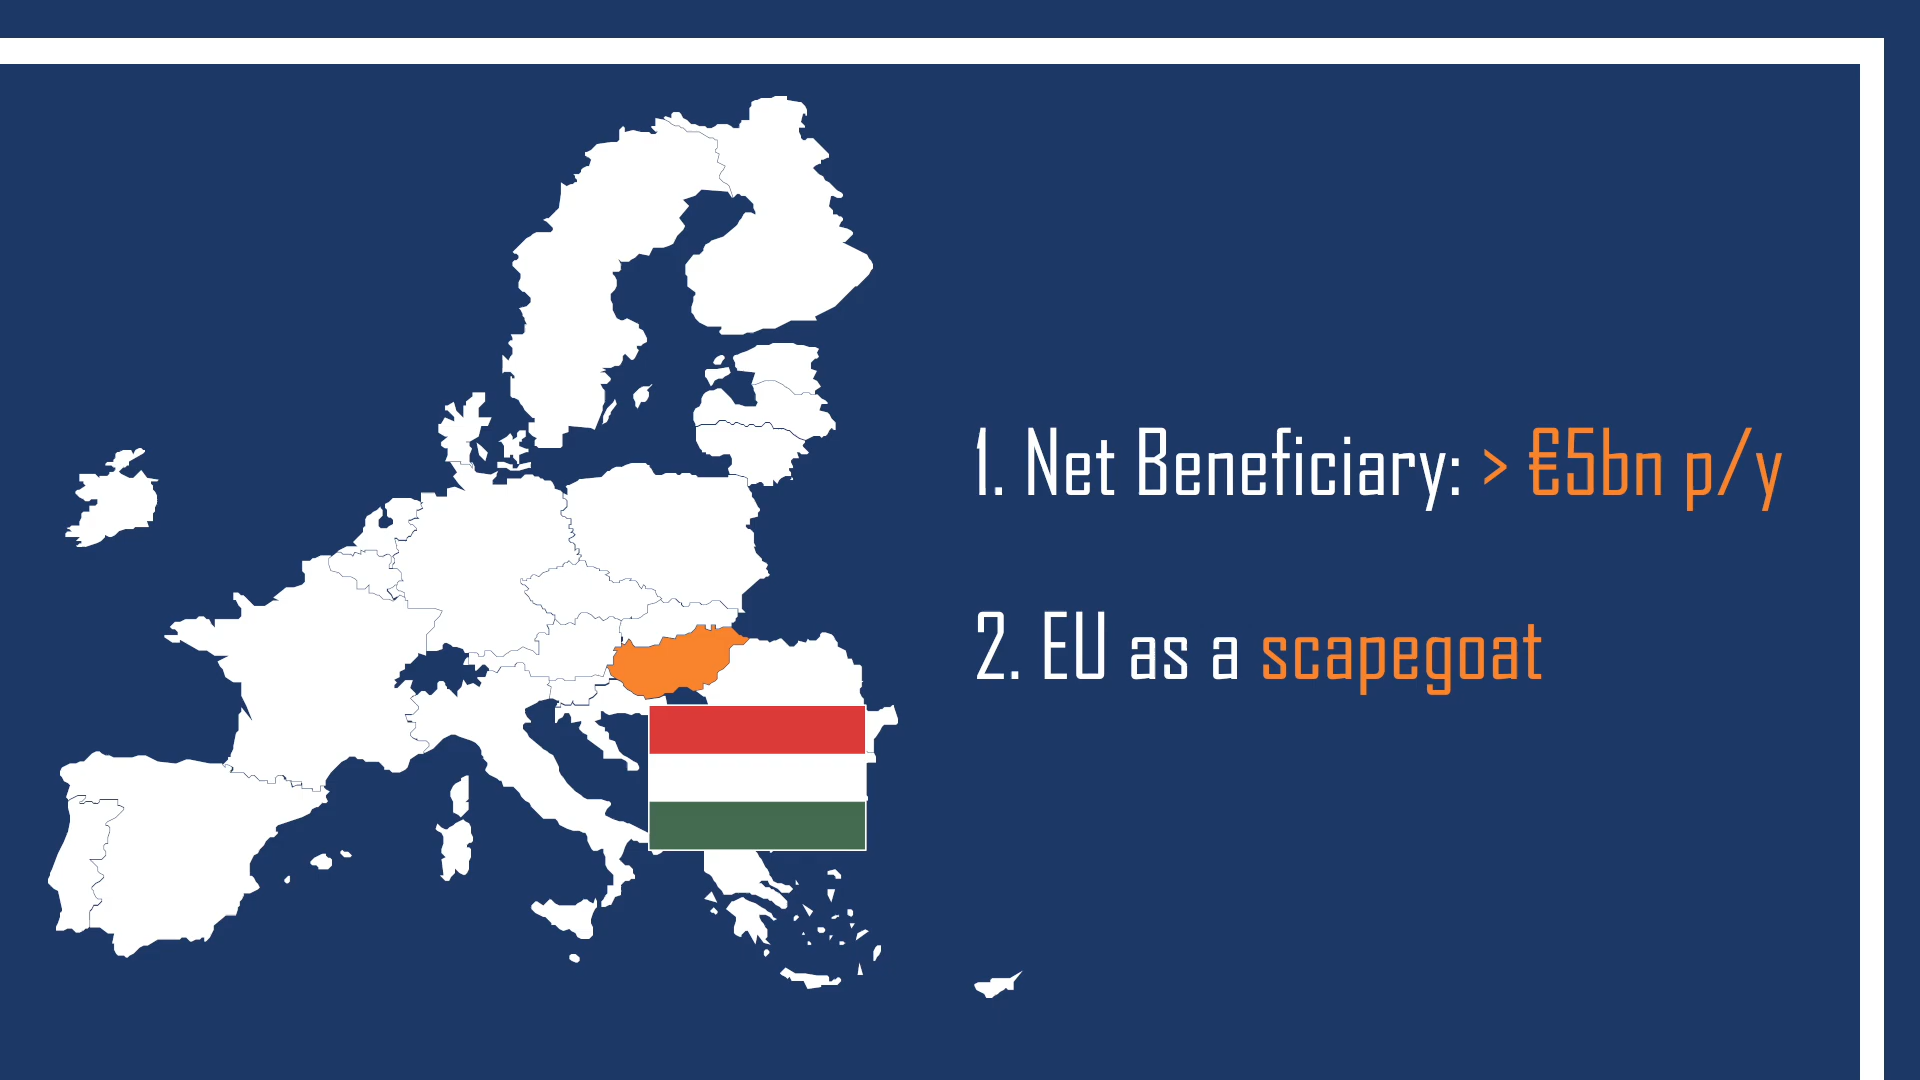 1. Net Beneficiary: > €5bn p/y
2. EU as a scapegoat